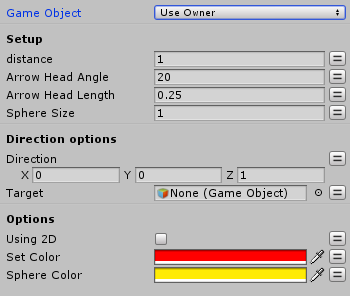 Game Object Use Owner
Setup
distance 1
Arrow Head Angle 20
Arrow Head Length 0.25
Sphere Size 1
Direction options
Direction
X 0 Y 0 Z 1
Target None (Game Object)
Options
Using 2D
Set Color
Sphere Color